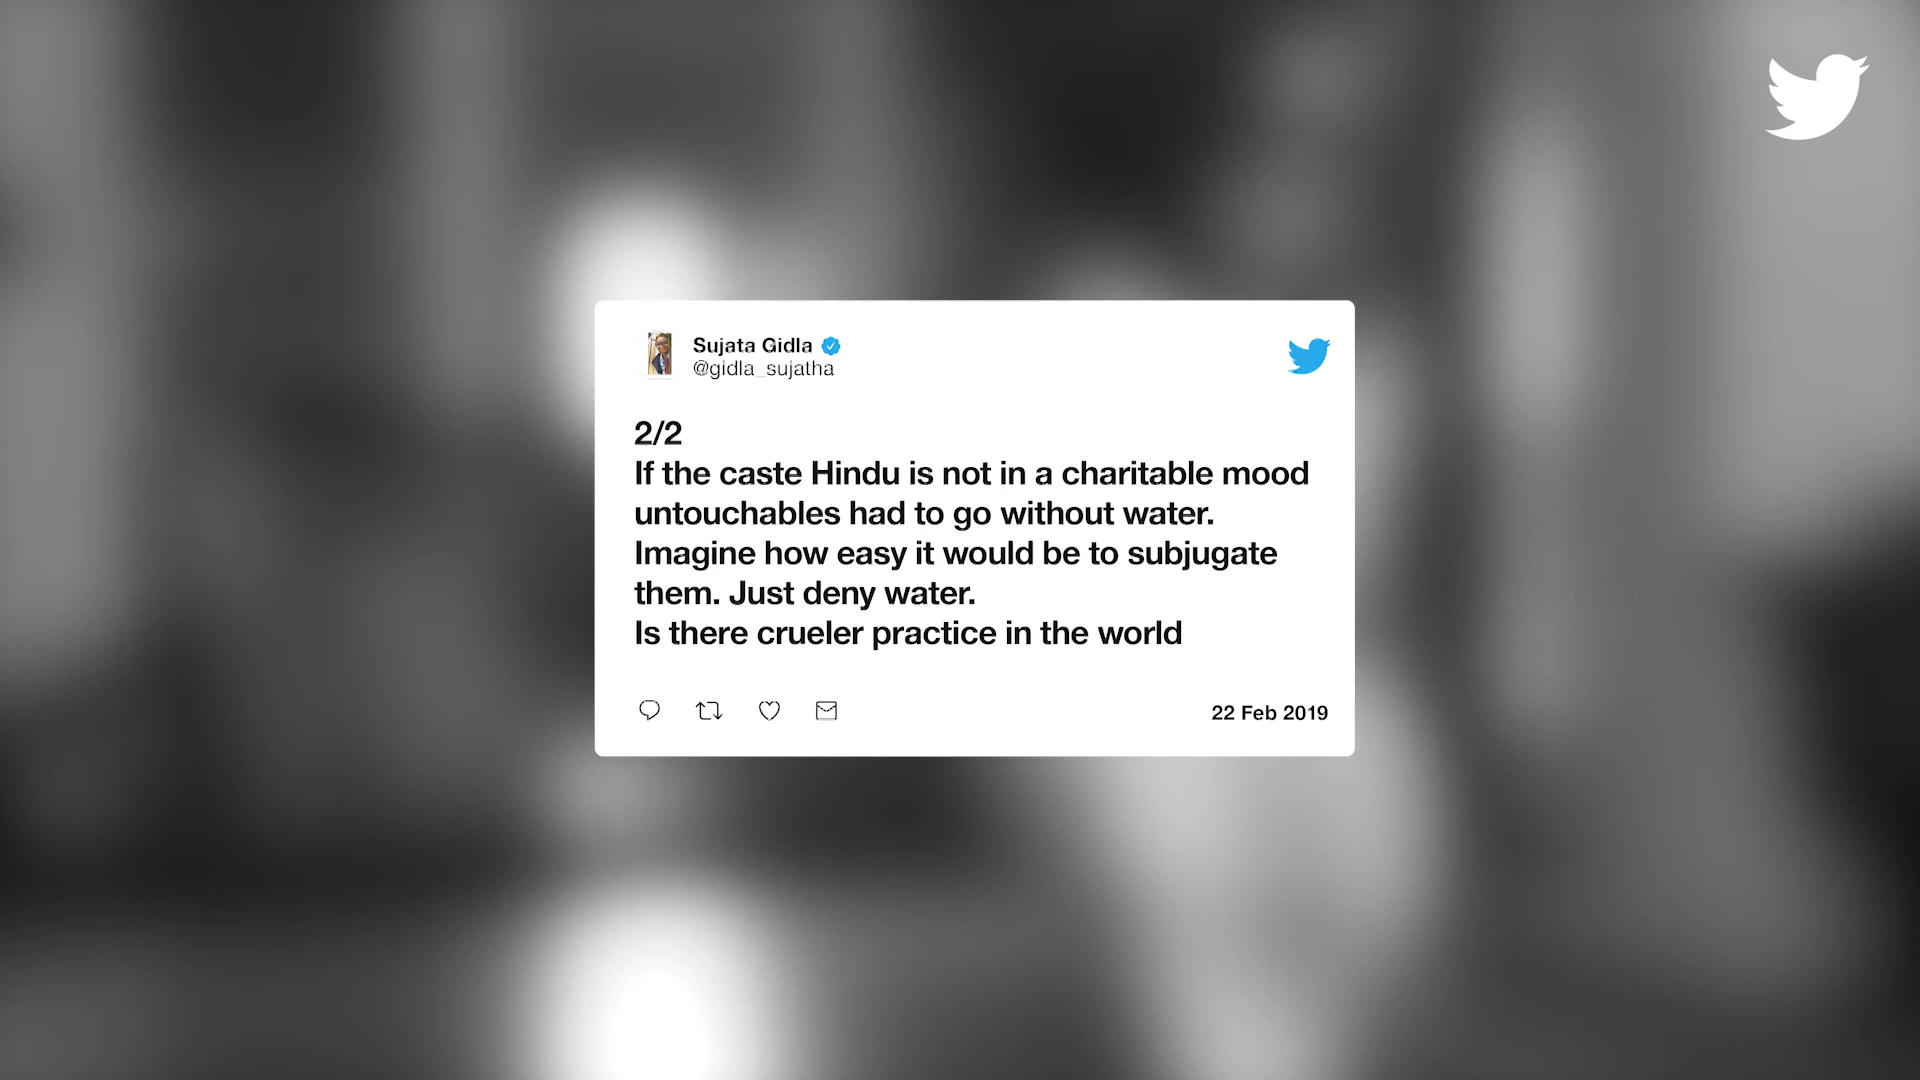 Sujata Gidla
@gidla_sujatha
2/2
If the caste Hindu is not in a charitable mood
untouchables had to go without water.
Imagine how easy it would be to subjugate
them. Just deny water.
Is there crueler practice in the world
22 Feb 2019